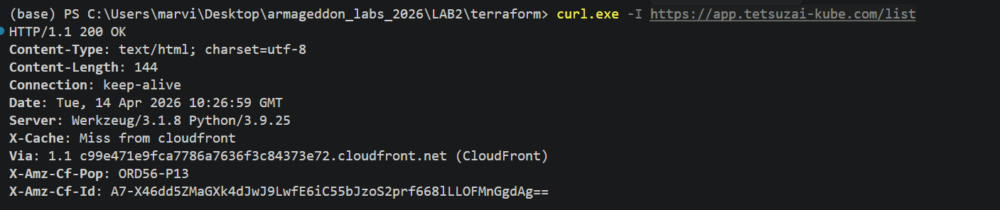 (base) PS C:\Users\marvi\Desktop\armageddon_labs_2026\LAB2\terraform> curl.exe -I https://app.tetsuzai-kube.com/list
HTTP/1.1 200 OK
Content-Type: text/html; charset=utf-8
Content-Length: 144
Connection: keep-alive
Date: Tue, 14 Apr 2026 10:26:59 GMT
Server: Werkzeug/3.1.8 Python/3.9.25
X-Cache: Miss from cloudfront
Via: 1.1 c99e471e9fca7786a7636f3c84373e72.cloudfront.net (CloudFront)
X-Amz-Cf-Pop: ORD56-P13
X-Amz-Cf-Id: A7-X46dd5ZMaGXk4dJwJ9LwfE6iC55bJzoS2prf668lLLOFMnGgdAg==